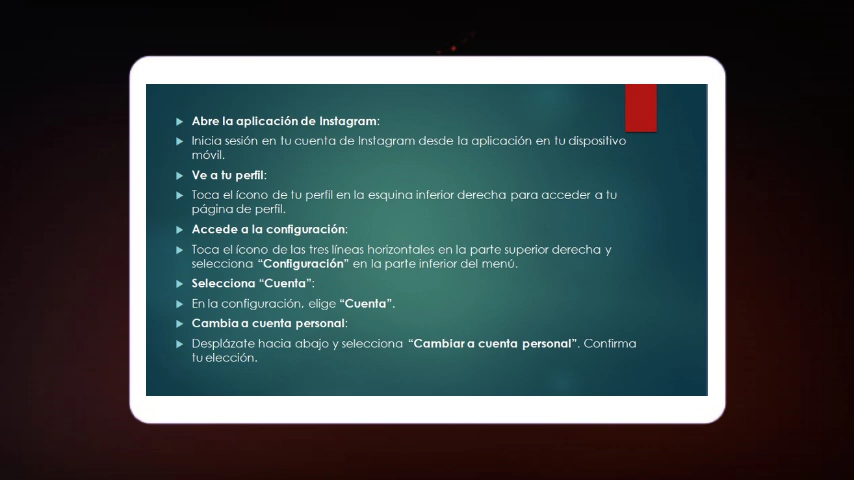 Abre la aplicación de Instagram:
Inicia sesión en tu cuenta de Instagram desde la aplicación en tu dispositivo
móvil.
Ve a tu perfil:
Toca el ícono de tu perfil en la esquina inferior derecha para acceder a tu
página de perfil.
Accede a la configuración:
Toca el ícono de las tres líneas horizontales en la parte superior derecha y
selecciona “Configuración” en la parte inferior del menú.
Selecciona “Cuenta”:
En la configuración, elige “Cuenta”.
Cambia a cuenta personal:
Desplázate hacia abajo y selecciona “Cambiar a cuenta personal”. Confirma
tu elección.